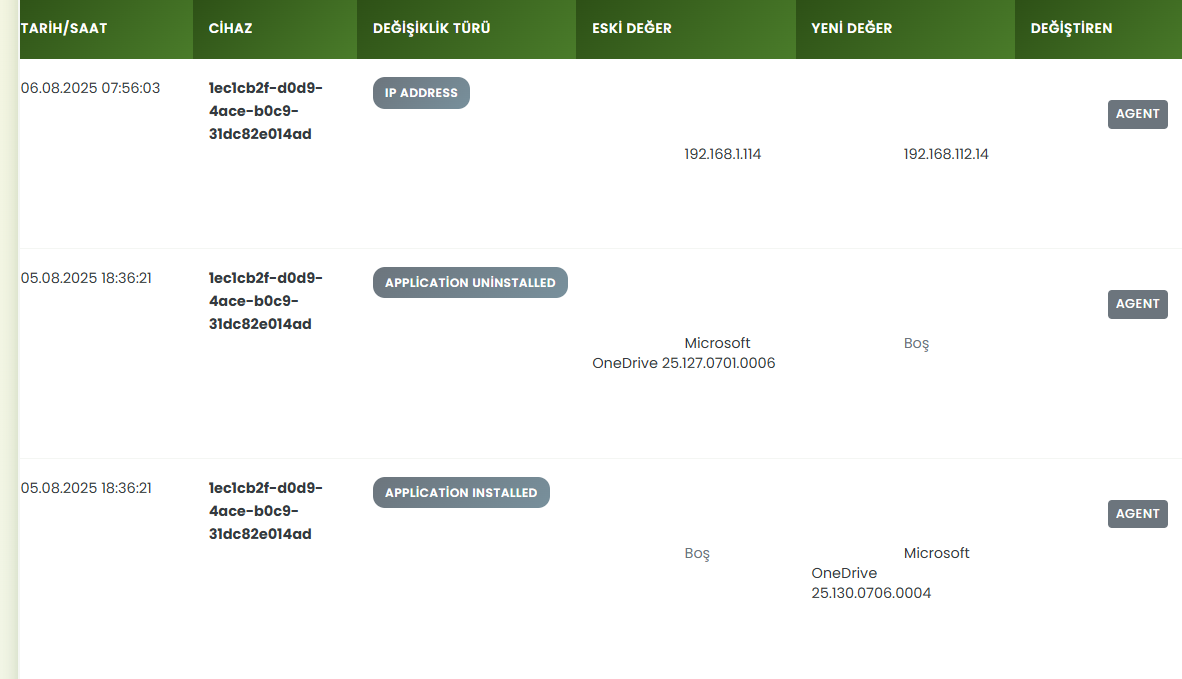 TARİH/SAAT CİHAZ DEĞİŞİKLİK TÜRÜ ESKİ DEĞER YENİ DEĞER DEĞİŞTİREN
06.08.2025 07:56:03 1ec1cb2f-d0d9- IP ADDRESS
4ace-b0c9- AGENT
31dc82e014ad
192.168.1.114 192.168.112.14
05.08.2025 18:36:21 1ec1cb2f-d0d9- APPLİCATİON UNİNSTALLED
4ace-b0c9- AGENT
31dc82e014ad
Microsoft Boş
OneDrive 25.127.0701.0006
05.08.2025 18:36:21 1ec1cb2f-d0d9- APPLİCATİON INSTALLED
4ace-b0c9- AGENT
31dc82e014ad
Boş Microsoft
OneDrive
25.130.0706.0004